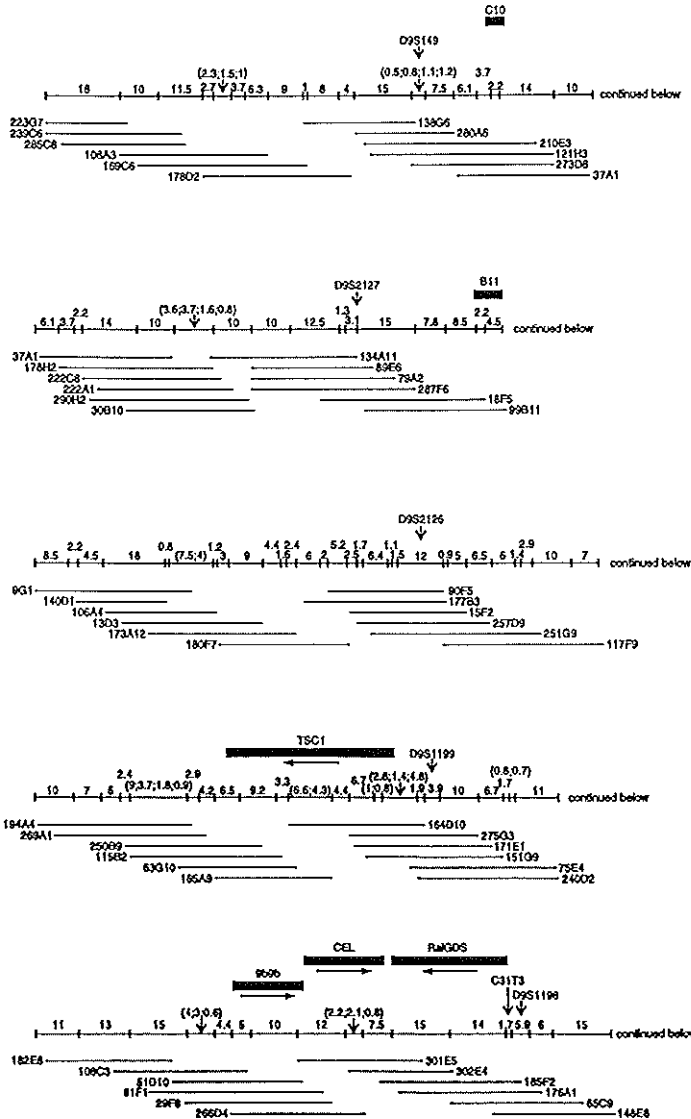 C10
D9S149
(2.3;1.5;1) (0.5;0.8;1.1;1.2) 3.7
18 10 11.5 2.7 3.7 6.3 9 1 8 4 15 7.5 6.1 2.2 14 10 continued below
223G7 138G6
239C6 280A6
285C8 210E3
108A3 121H3
169C6 273D8
178D2 37A1
B11
D9S2127
2.2 (3.6;3.7;1.6;0.8) 1.3 2.2
6.1 3.7 14 10 10 10 12.5 3.1 15 7.8 8.5 4.5 continued below
37A1 134A11
178H2 89E6
222C8 79A2
222A1 287F6
290H2 18F5
30B10 99B11
D9S2126
2.2 0.8 1.2 4.4 2.4 5.2 1.7 1.1 2.9
8.5 4.5 18 (7.5;4) 3 9 1.6 6 2 2.5 6.4 1.5 12 0.9 5 6.5 6 1.4 10 7 continued below
9G1 90F5
140D1 177B3
106A4 15F2
13D3 257D9
173A12 251G9
180F7 117F9
TSC1
D9S1199
2.4 2.9 3.3 6.7 (2.8;1.4;4.8) (0.8;0.7)
10 7 5 (9;3.7;1.8;0.9) 4.2 6.5 9.2 (6.6;4.3) 4.4 (1;0.8) 1.9 3.9 10 6.7 1.7 11 continued below
194A4 164D10
269A1 275G3
250B9 171E1
115B2 151G9
63G10 75E4
165A9 240D2
CEL RalGDS
9b9b C31T3
D9S1198
(4;3;0.6) (2.2;2.1;0.8)
11 13 15 4.4 5 10 12 7.5 15 14 1.7 5.9 6 15 continued below
182E8 301E5
108C3 302E4
51D10 185F2
81F1 176A1
29F8 65C9
266D4 148E8